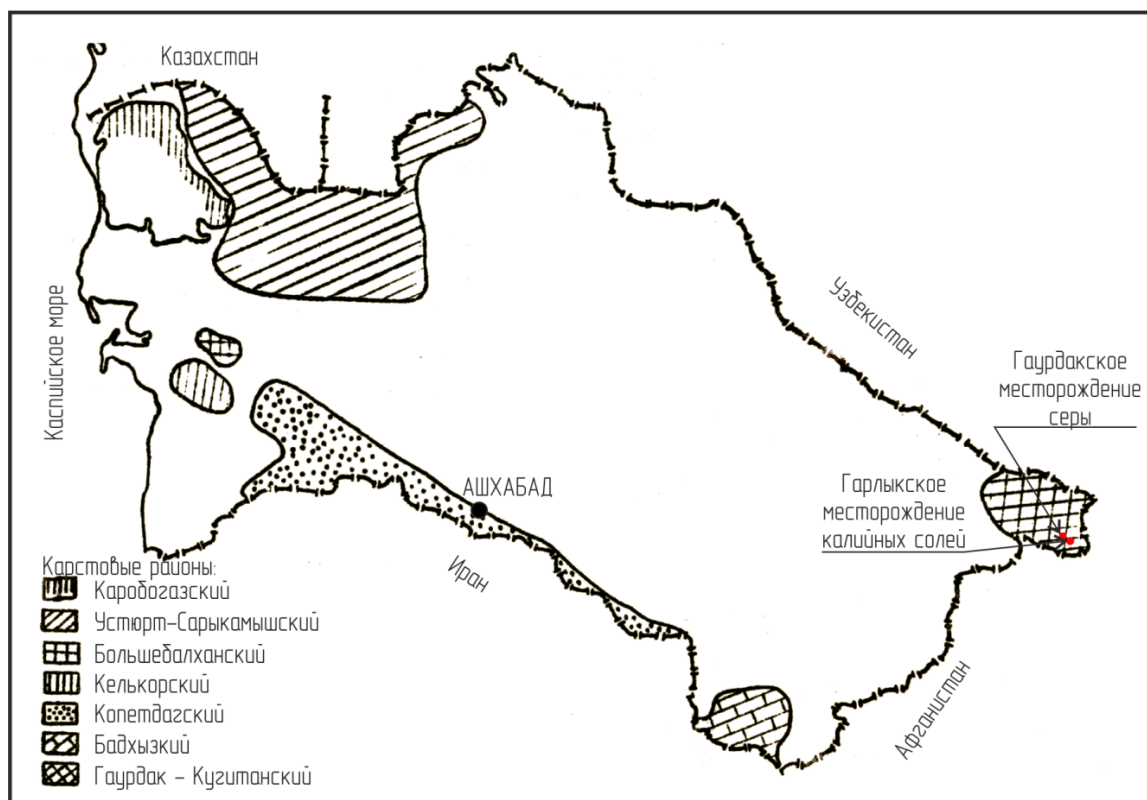 Казахстан
Каспийское море
Узбекистан
Гаурдакское
месторождение
серы
Гарлыкское
месторождение
калийных солей
АШХАБАД
Иран
Афганистан
Карстовые районы:
Каробогазский
Устюрт-Сарыкамышский
Большебалханский
Келькорский
Копетдагский
Бадхызкий
Гаурдак - Кугитанский